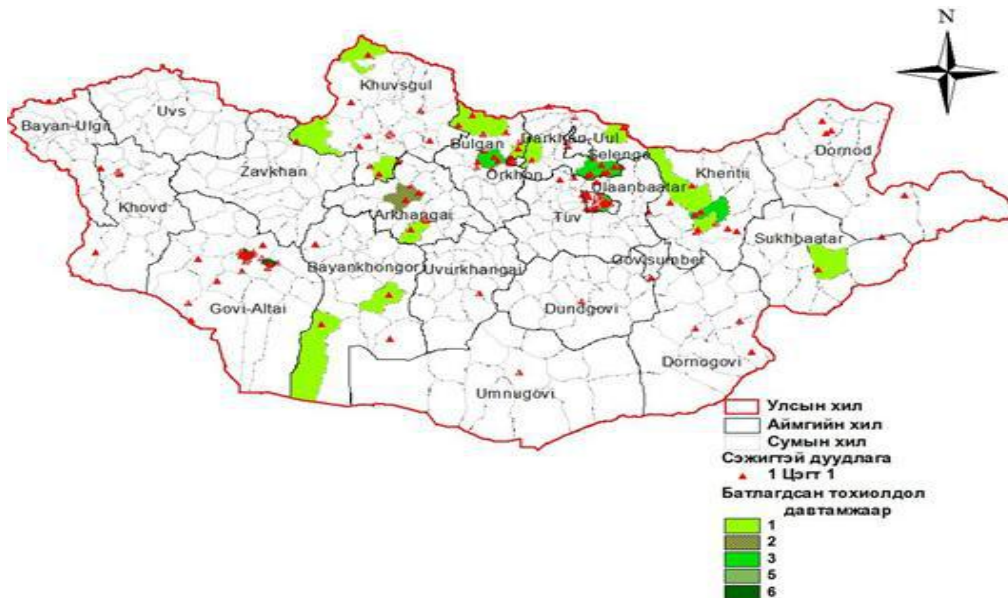 N
Khuvsgul
Uvs
Bayan-Ulgii
Bulgan
Darkhan-Uul
Dornod
Zavkhan
Orkhon
Selenge
Khentii
Ulaanbaatar
Khovd
Arkhangai
Tuv
Sukhbaatar
Bayankhongor
Uvurkhangai
Govisumber
Govi-Altai
Dundgovi
Dornogovi
Umnugovi
Улсын хил
Аймгийн хил
Сумын хил
Сэжигтэй дуудлага
1 Цэгт 1
Батлагдсан тохиолдол
давтамжаар
1
2
3
5
6